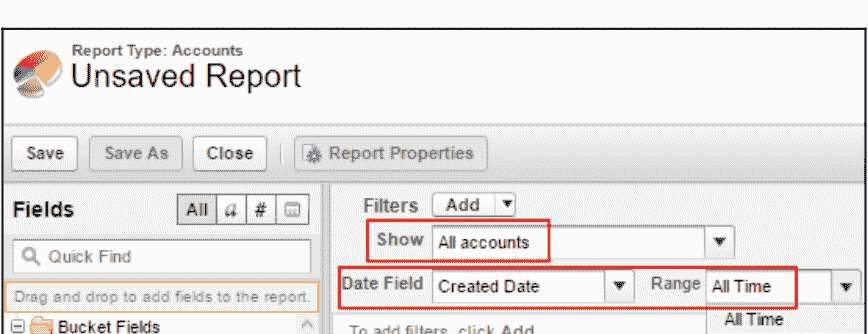 Report Type: Accounts
Unsaved Report
Save Save As Close Report Properties
Fields All a # Filters Add
Show All accounts
Quick Find
Date Field Created Date Range All Time
Drag and drop to add fields to the report.
All Time
Bucket Fields
To add filters, click Add